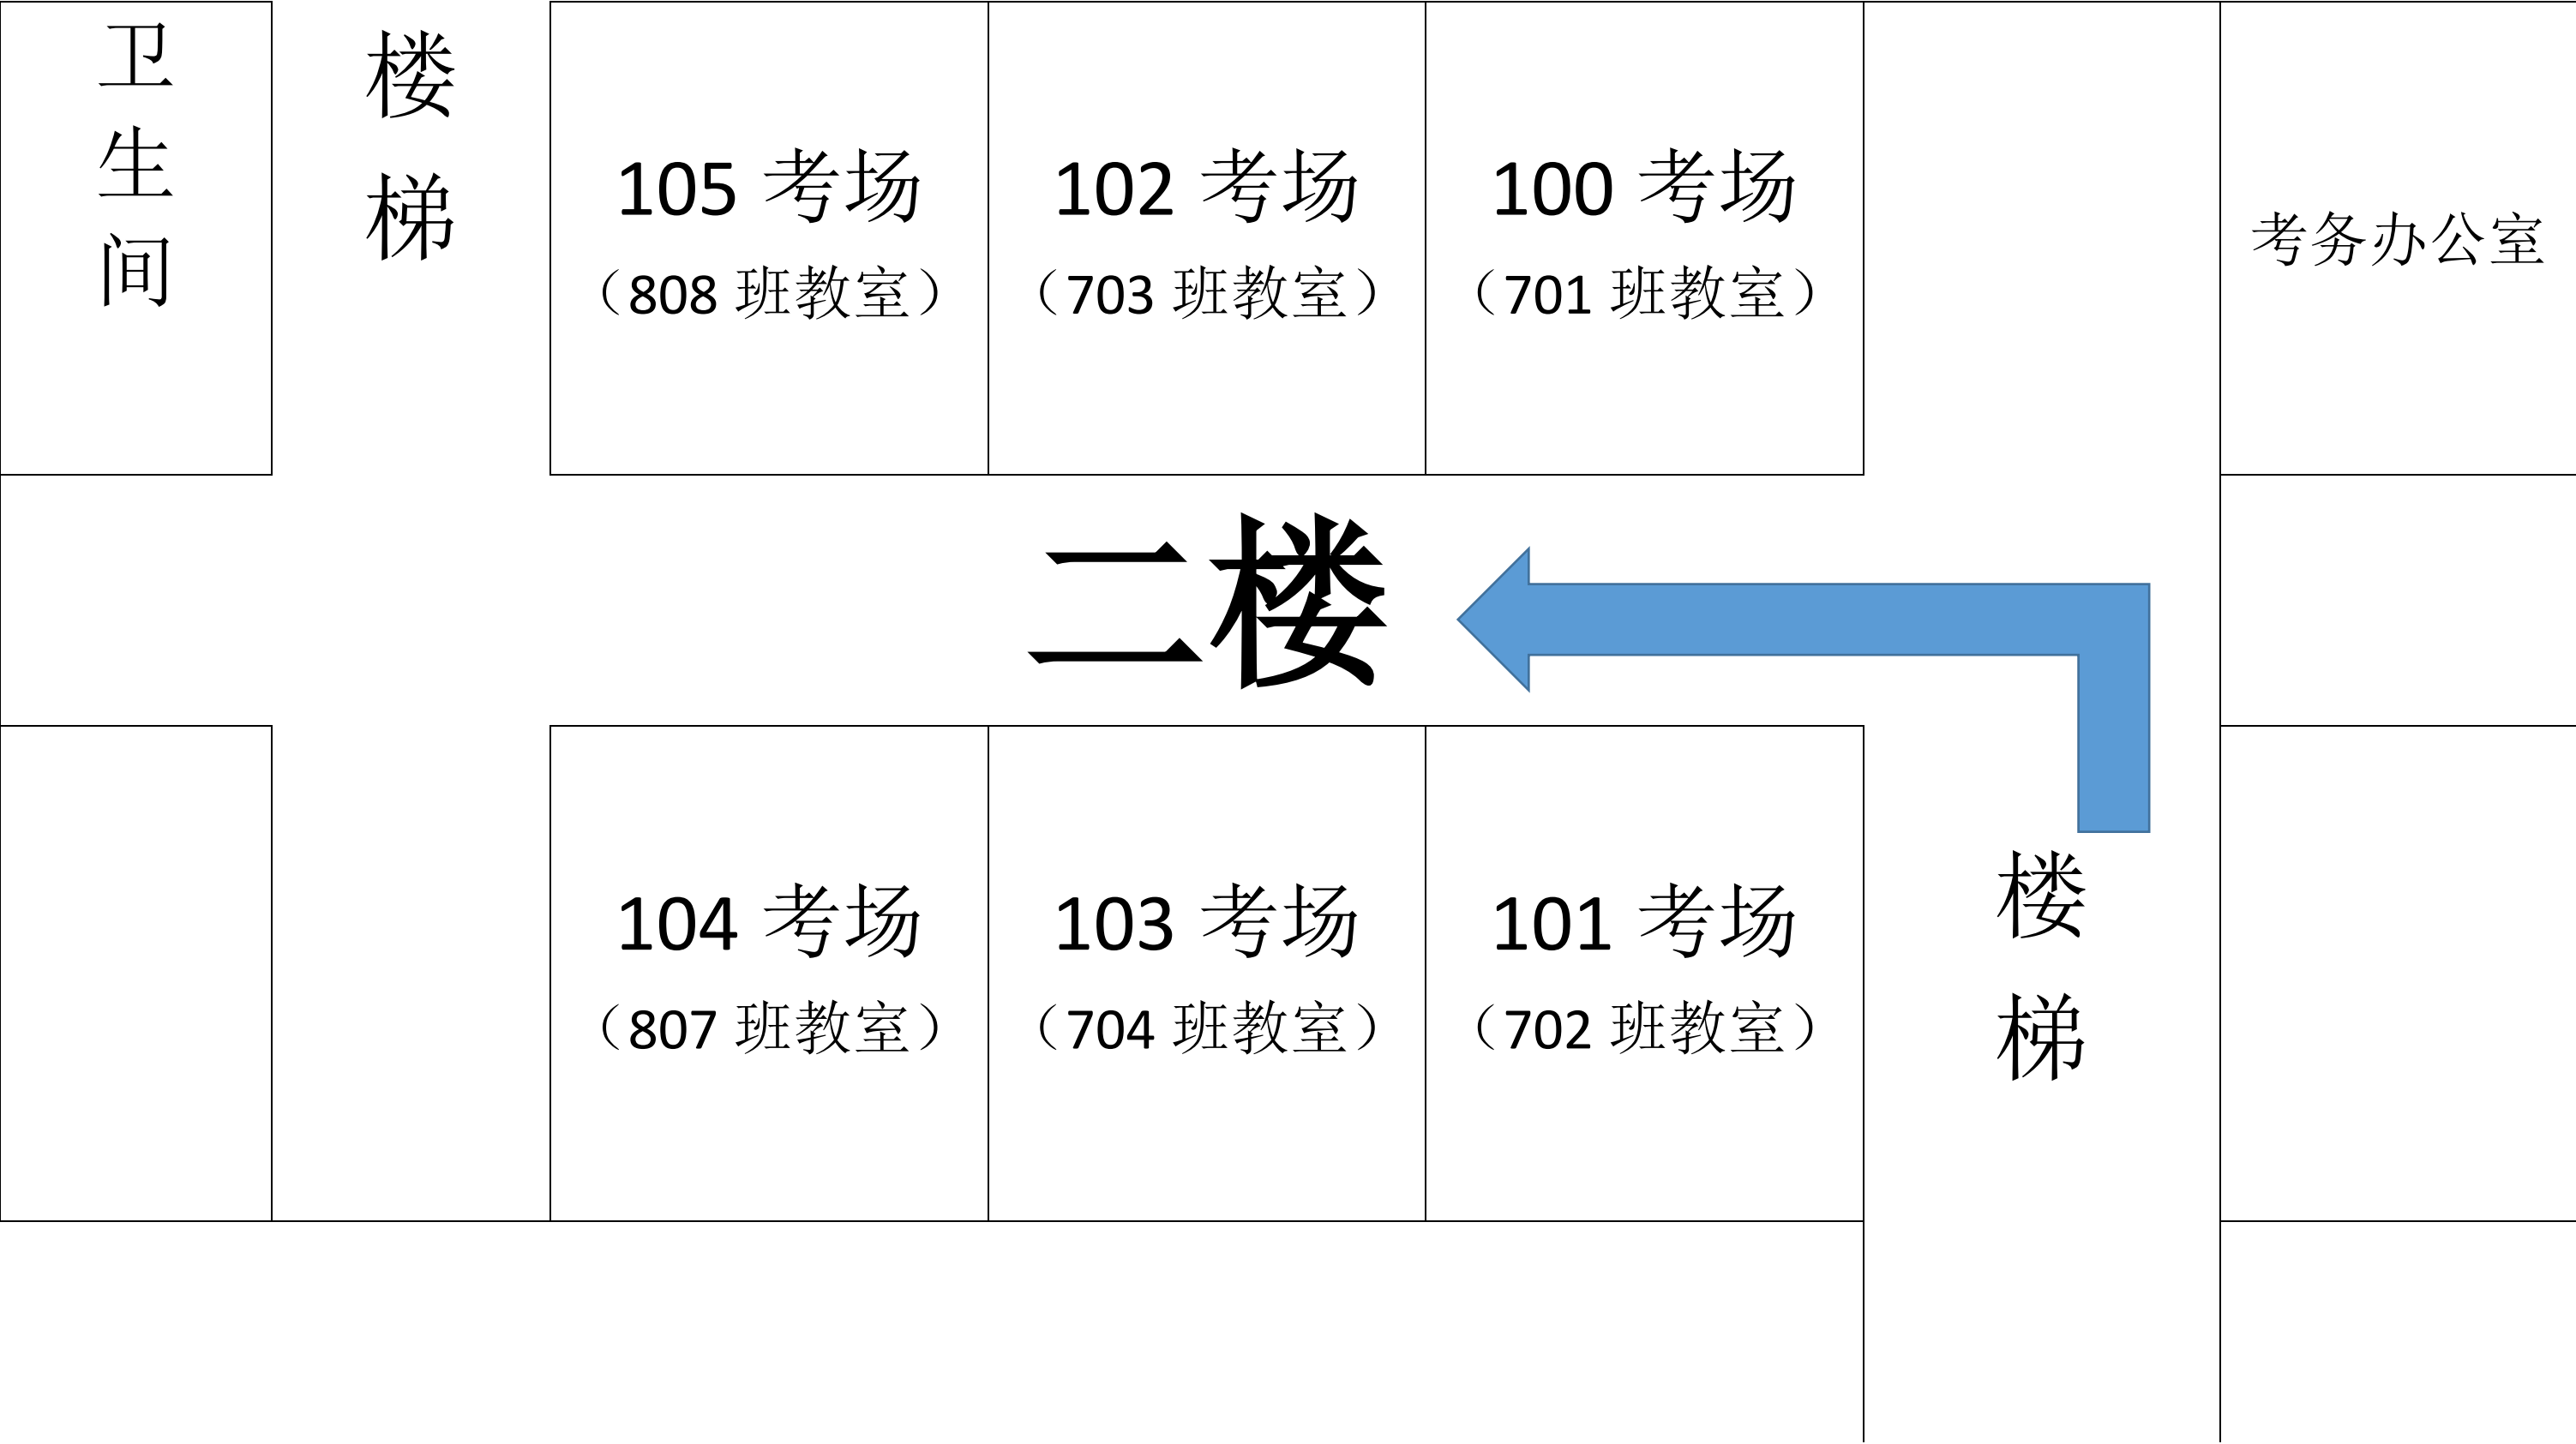 卫生间
楼梯
105 考场
（808 班教室）
102 考场
（703 班教室）
100 考场
（701 班教室）
考务办公室
二楼
104 考场
（807 班教室）
103 考场
（704 班教室）
101 考场
（702 班教室）
楼梯